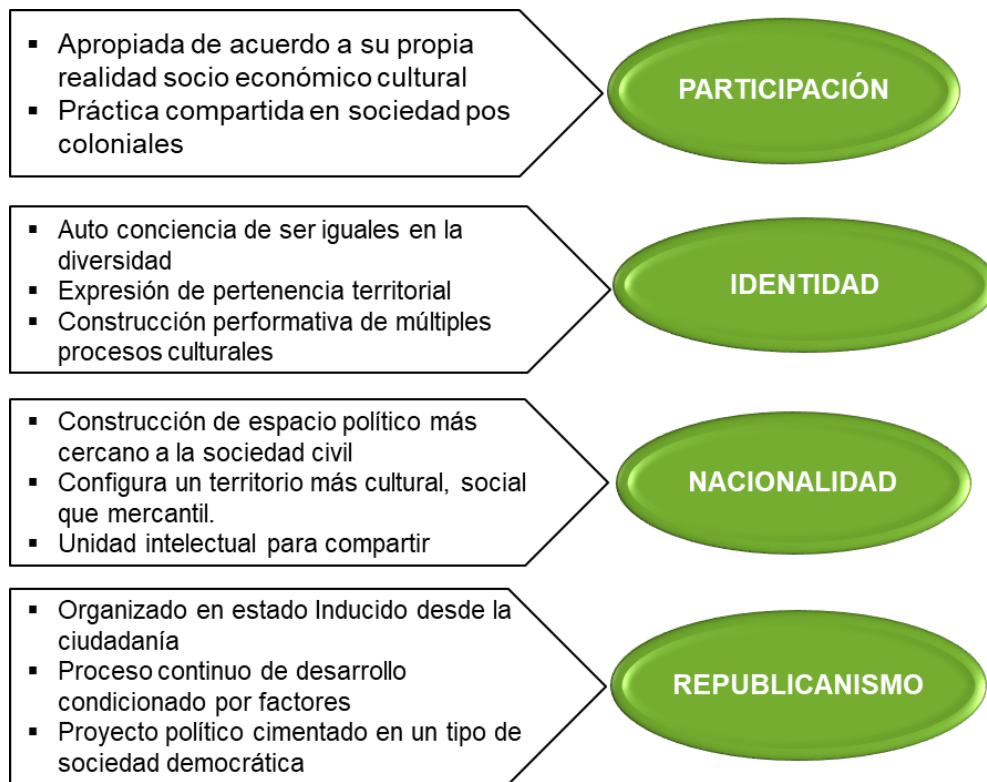 ▪ Apropiada de acuerdo a su propia
realidad socio económico cultural
▪ Práctica compartida en sociedad pos
coloniales
PARTICIPACIÓN
▪ Auto conciencia de ser iguales en la
diversidad
▪ Expresión de pertenencia territorial
▪ Construcción performativa de múltiples
procesos culturales
IDENTIDAD
▪ Construcción de espacio político más
cercano a la sociedad civil
▪ Configura un territorio más cultural, social
que mercantil.
▪ Unidad intelectual para compartir
NACIONALIDAD
▪ Organizado en estado Inducido desde la
ciudadanía
▪ Proceso continuo de desarrollo
condicionado por factores
▪ Proyecto político cimentado en un tipo de
sociedad democrática
REPUBLICANISMO